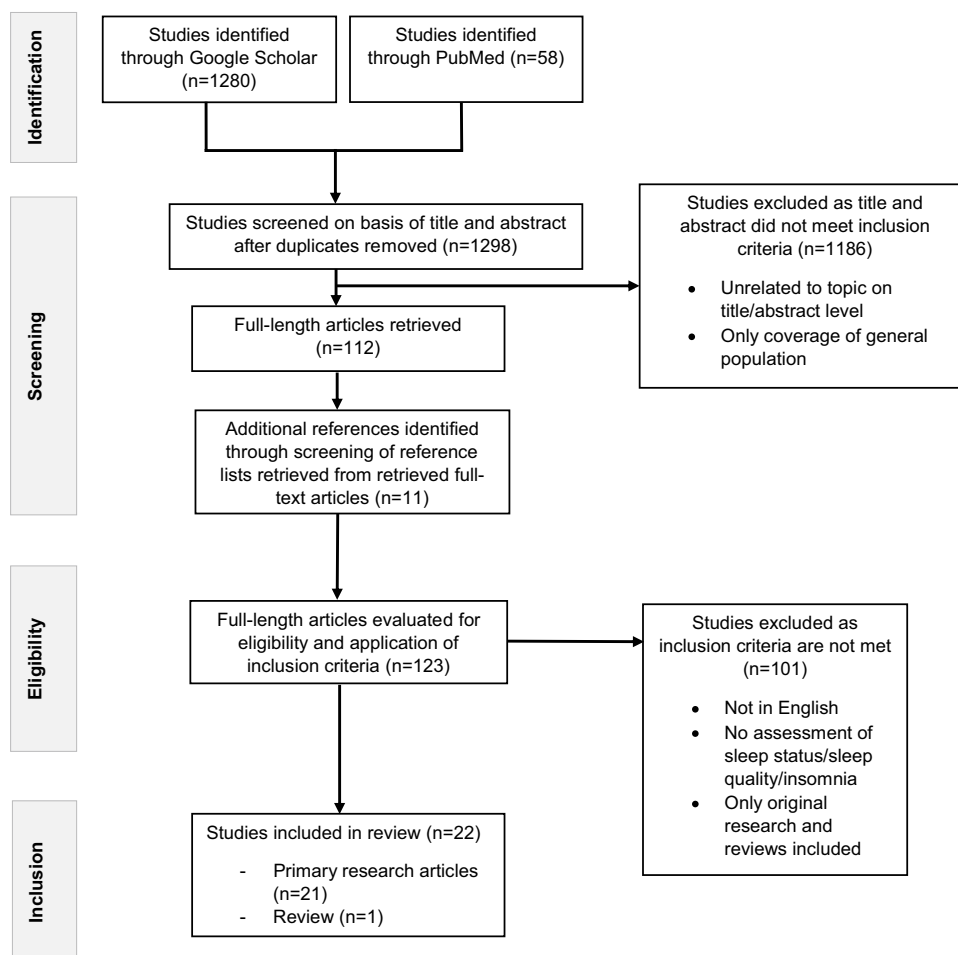 Identification
Studies identified
through Google Scholar
(n=1280)
Studies identified
through PubMed (n=58)
Screening
Studies screened on basis of title and abstract
after duplicates removed (n=1298)
Studies excluded as title and
abstract did not meet inclusion
criteria (n=1186)
• Unrelated to topic on
title/abstract level
• Only coverage of general
population
Full-length articles retrieved
(n=112)
Additional references identified
through screening of reference
lists retrieved from retrieved full-
text articles (n=11)
Eligibility
Full-length articles evaluated for
eligibility and application of
inclusion criteria (n=123)
Studies excluded as
inclusion criteria are not met
(n=101)
• Not in English
• No assessment of
sleep status/sleep
quality/insomnia
• Only original
research and
reviews included
Inclusion
Studies included in review (n=22)
- Primary research articles
(n=21)
- Review (n=1)